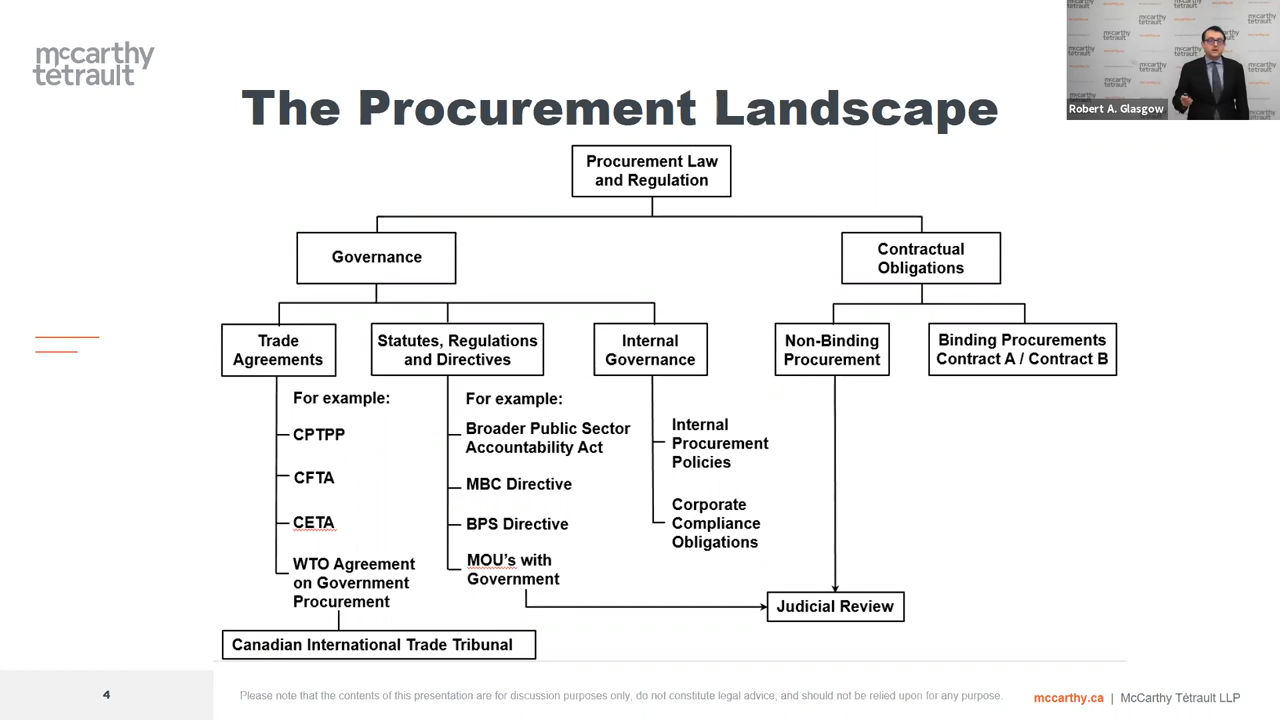 mccarthy
tetrault
The Procurement Landscape
Robert A. Glasgow
Procurement Law
and Regulation
Governance
Contractual
Obligations
Trade
Agreements
Statutes, Regulations
and Directives
Internal
Governance
Non-Binding
Procurement
Binding Procurements
Contract A / Contract B
For example:
CPTPP
CFTA
CETA
WTO Agreement
on Government
Procurement
For example:
Broader Public Sector
Accountability Act
MBC Directive
BPS Directive
MOU's with
Government
Internal
Procurement
Policies
Corporate
Compliance
Obligations
Judicial Review
Canadian International Trade Tribunal
4
Please note that the contents of this presentation are for discussion purposes only, do not constitute legal advice, and should not be relied upon for any purpose.
mccarthy.ca | McCarthy Tétrault LLP